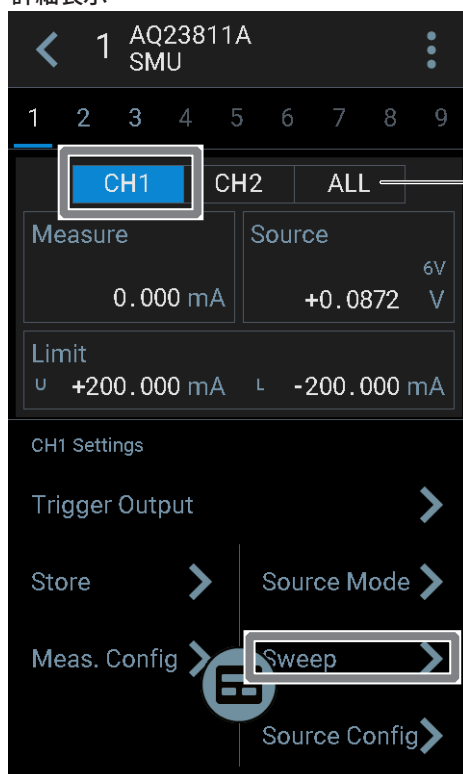 1 AQ23811A
SMU
1 2 3 4 5 6 7 8 9
CH1 CH2 ALL
Measure Source
6V
0.000 mA +0.0872 V
Limit
U +200.000 mA L -200.000 mA
CH1 Settings
Trigger Output
Store Source Mode
Meas. Config Sweep
Source Config